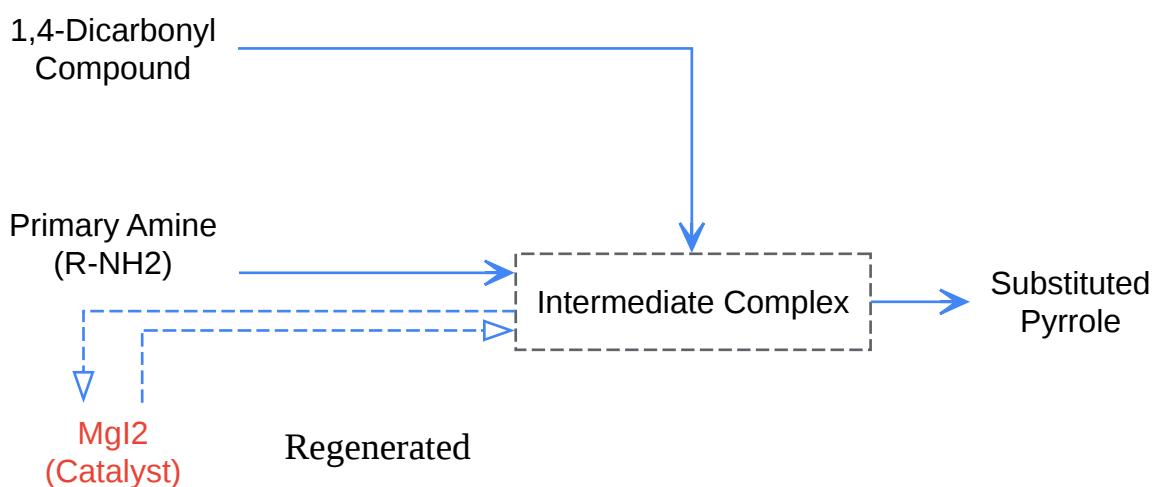 1,4-Dicarbonyl
Compound
Primary Amine
(R-NH2)
Intermediate Complex
Substituted
Pyrrole
MgI2
(Catalyst)
Regenerated